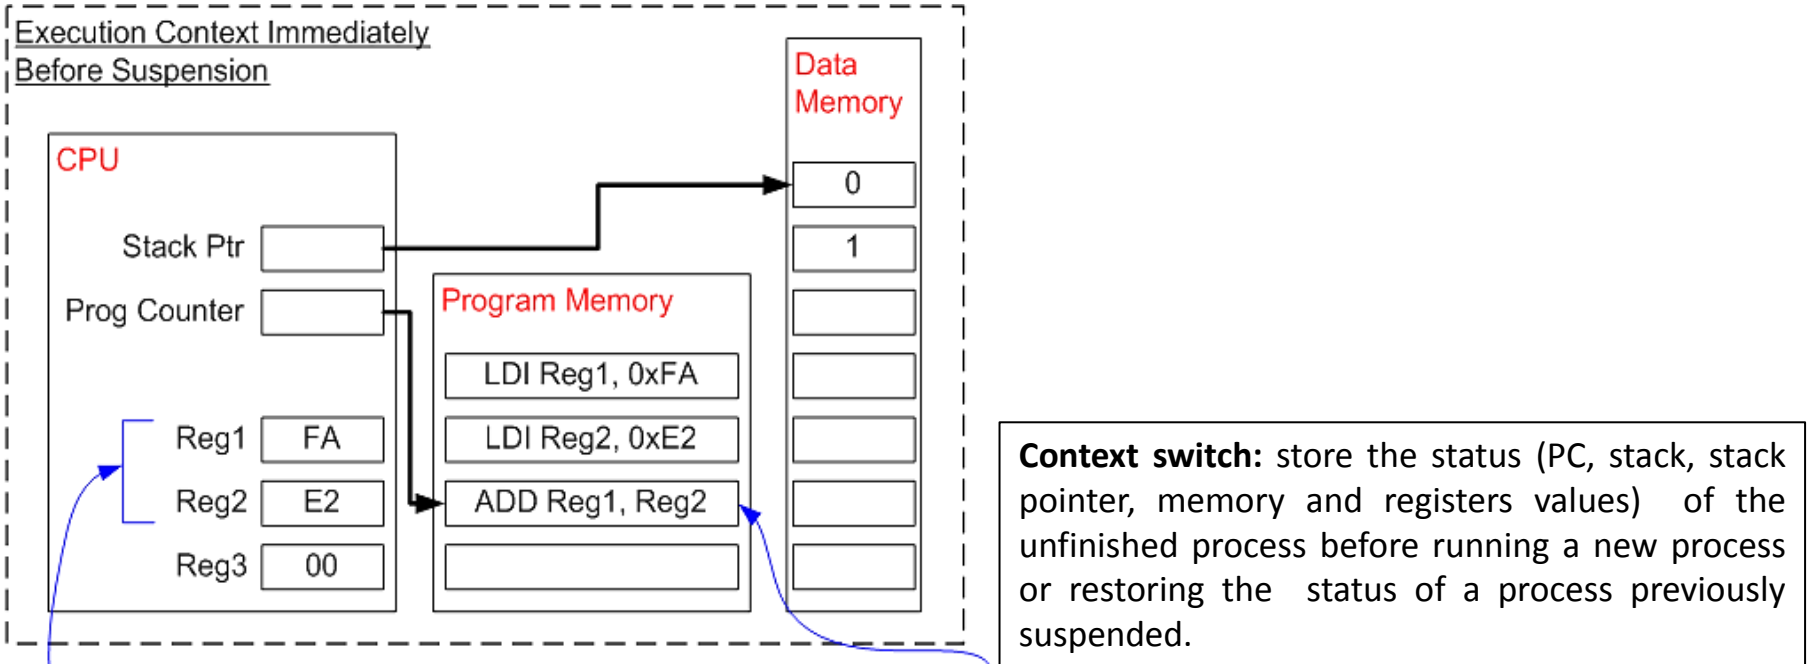 Execution Context Immediately
Before Suspension
Data
Memory
CPU
0
Stack Ptr
1
Prog Counter
Program Memory
LDI Reg1, 0xFA
Reg1 FA
LDI Reg2, 0xE2
Reg2 E2
ADD Reg1, Reg2
Reg3 00
Context switch: store the status (PC, stack, stack
pointer, memory and registers values) of the
unfinished process before running a new process
or restoring the status of a process previously
suspended.